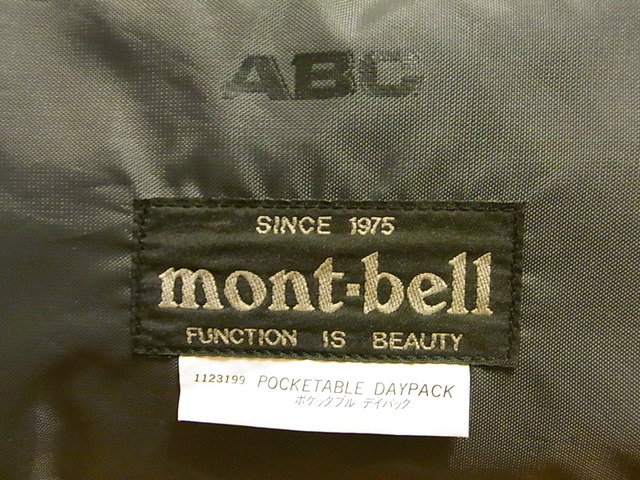 ABC
SINCE 1975
mont-bell
FUNCTION IS BEAUTY
1123199 POCKETABLE DAYPACK
ポケッタブル デイパック